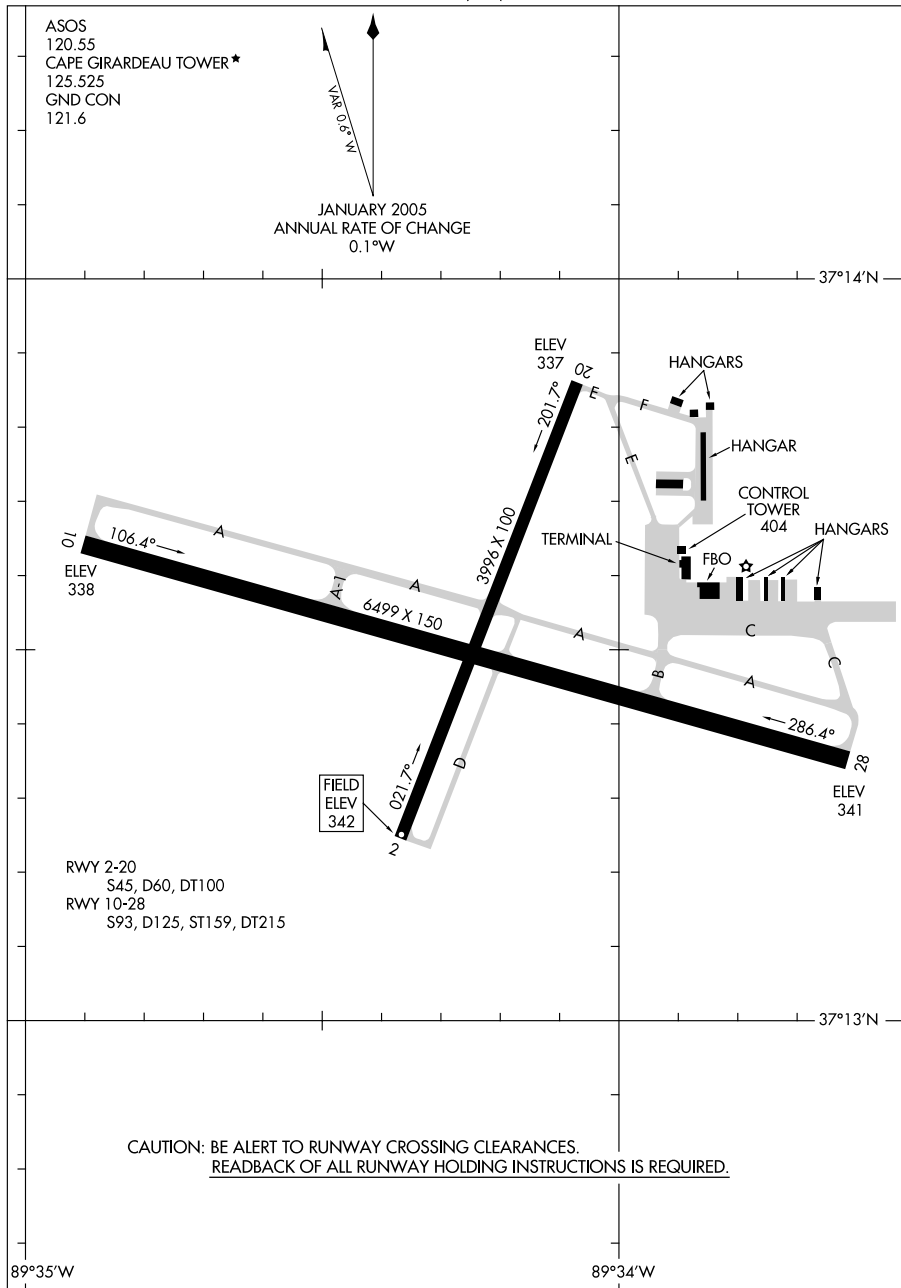 ASOS
120.55
CAPE GIRARDEAU TOWER★
125.525
GND CON
121.6
VAR 0.6° W
JANUARY 2005
ANNUAL RATE OF CHANGE
0.1°W
37°14'N
ELEV
337
20
HANGARS
E
F
201.7°
HANGAR
E
CONTROL
TOWER
404
HANGARS
A
TERMINAL
FBO
10
106.4°
3996 X 100
ELEV
338
A-1
A
6499 X 150
A
C
C
B
A
286.4°
28
ELEV
341
D
021.7°
FIELD
ELEV
342
2
RWY 2-20
S45, D60, DT100
RWY 10-28
S93, D125, ST159, DT215
37°13'N
CAUTION: BE ALERT TO RUNWAY CROSSING CLEARANCES.
READBACK OF ALL RUNWAY HOLDING INSTRUCTIONS IS REQUIRED.
89°35'W
89°34'W